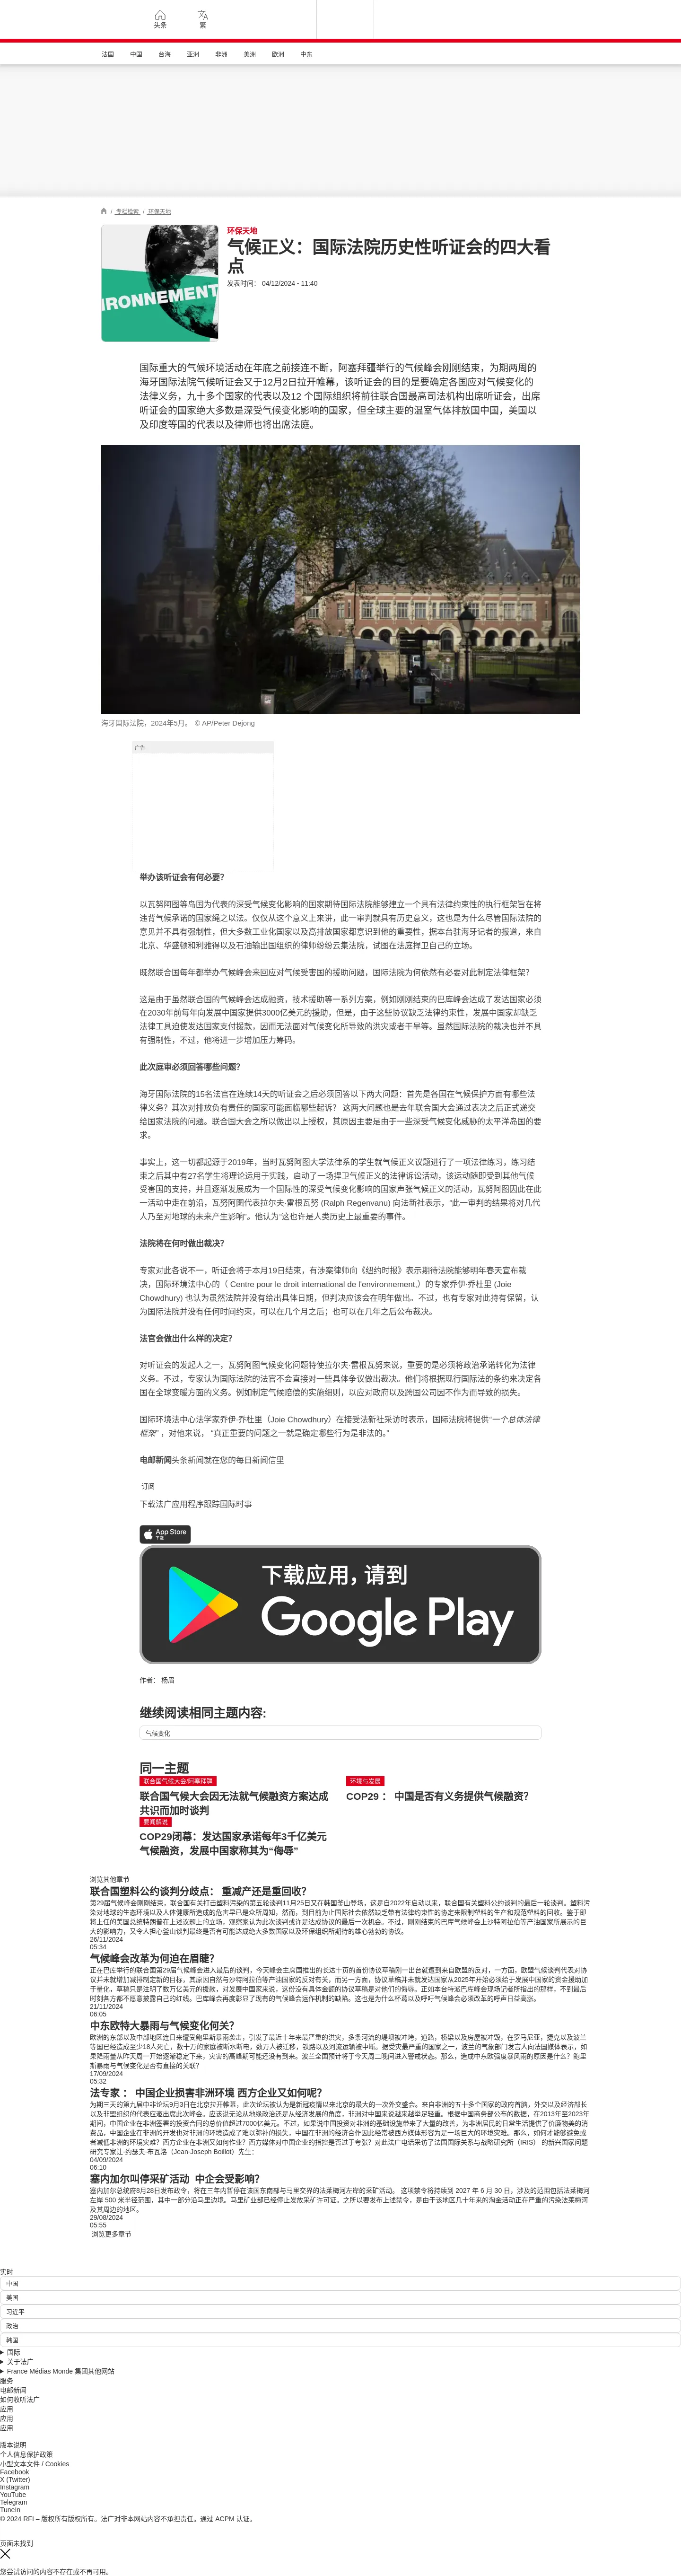 头条
繁
法国 中国 台海 亚洲 非洲 美洲 欧洲 中东
/ 专栏检索 / 环保天地
IRONNEMENT
环保天地
气候正义：国际法院历史性听证会的四大看
点
发表时间： 04/12/2024 - 11:40
国际重大的气候环境活动在年底之前接连不断，阿塞拜疆举行的气候峰会刚刚结束，为期两周的
海牙国际法院气候听证会又于12月2日拉开帷幕，该听证会的目的是要确定各国应对气候变化的
法律义务，九十多个国家的代表以及12 个国际组织将前往联合国最高司法机构出席听证会，出席
听证会的国家绝大多数是深受气候变化影响的国家，但全球主要的温室气体排放国中国，美国以
及印度等国的代表以及律师也将出席法庭。
海牙国际法院，2024年5月。 © AP/Peter Dejong
广告
举办该听证会有何必要？
以瓦努阿图等岛国为代表的深受气候变化影响的国家期待国际法院能够建立一个具有法律约束性的执行框架旨在将
违背气候承诺的国家绳之以法。仅仅从这个意义上来讲，此一审判就具有历史意义，这也是为什么尽管国际法院的
意见并不具有强制性，但大多数工业化国家以及高排放国家都意识到他的重要性，据本台驻海牙记者的报道，来自
北京、华盛顿和利雅得以及石油输出国组织的律师纷纷云集法院，试图在法庭捍卫自己的立场。
既然联合国每年都举办气候峰会来回应对气候受害国的援助问题，国际法院为何依然有必要对此制定法律框架？
这是由于虽然联合国的气候峰会达成融资，技术援助等一系列方案，例如刚刚结束的巴库峰会达成了发达国家必须
在2030年前每年向发展中国家提供3000亿美元的援助，但是，由于这些协议缺乏法律约束性，发展中国家却缺乏
法律工具迫使发达国家支付援款，因而无法面对气候变化所导致的洪灾或者干旱等。虽然国际法院的裁决也并不具
有强制性，不过，他将进一步增加压力筹码。
此次庭审必须回答哪些问题？
海牙国际法院的15名法官在连续14天的听证会之后必须回答以下两大问题：首先是各国在气候保护方面有哪些法
律义务？其次对排放负有责任的国家可能面临哪些起诉？ 这两大问题也是去年联合国大会通过表决之后正式递交
给国家法院的问题。联合国大会之所以做出以上授权，其原因主要是由于一些深受气候变化威胁的太平洋岛国的要
求。
事实上，这一切都起源于2019年，当时瓦努阿图大学法律系的学生就气候正义议题进行了一项法律练习，练习结
束之后其中有27名学生将理论运用于实践，启动了一场捍卫气候正义的法律诉讼活动，该运动随即受到其他气候
受害国的支持，并且逐渐发展成为一个国际性的深受气候变化影响的国家声张气候正义的活动，瓦努阿图因此在此
一活动中走在前沿，瓦努阿图代表拉尔夫·雷根瓦努 (Ralph Regenvanu) 向法新社表示，“此一审判的结果将对几代
人乃至对地球的未来产生影响”。他认为“这也许是人类历史上最重要的事件。
法院将在何时做出裁决？
专家对此各说不一，听证会将于本月19日结束，有涉案律师向《纽约时报》表示期待法院能够明年春天宣布裁
决，国际环境法中心的（ Centre pour le droit international de l'environnement,）的专家乔伊·乔杜里 (Joie
Chowdhury) 也认为虽然法院并没有给出具体日期，但判决应该会在明年做出。不过，也有专家对此持有保留，认
为国际法院并没有任何时间约束，可以在几个月之后；也可以在几年之后公布裁决。
法官会做出什么样的决定？
对听证会的发起人之一，瓦努阿图气候变化问题特使拉尔夫·雷根瓦努来说，重要的是必须将政治承诺转化为法律
义务。不过，专家认为国际法院的法官不会直接对一些具体争议做出裁决。他们将根据现行国际法的条约来决定各
国在全球变暖方面的义务。例如制定气候赔偿的实施细则，以应对政府以及跨国公司因不作为而导致的损失。
国际环境法中心法学家乔伊·乔杜里（Joie Chowdhury）在接受法新社采访时表示，国际法院将提供“一个总体法律
框架” ，对他来说， “真正重要的问题之一就是确定哪些行为是非法的。”
电邮新闻头条新闻就在您的每日新闻信里
订阅
下载法广应用程序跟踪国际时事
App Store
下载
下载应用，请到
Google Play
作者： 杨眉
继续阅读相同主题内容:
气候变化
同一主题
联合国气候大会/阿塞拜疆
联合国气候大会因无法就气候融资方案达成
共识而加时谈判
环境与发展
COP29 ： 中国是否有义务提供气候融资？
要闻解说
COP29闭幕：发达国家承诺每年3千亿美元
气候融资，发展中国家称其为“侮辱”
浏览其他章节
联合国塑料公约谈判分歧点： 重减产还是重回收？
第29届气候峰会刚刚结束，联合国有关打击塑料污染的第五轮谈判11月25日又在韩国釜山登场，这是自2022年启动以来，联合国有关塑料公约谈判的最后一轮谈判。塑料污
染对地球的生态环境以及人体健康所造成的危害早已是众所周知，然而，到目前为止国际社会依然缺乏带有法律约束性的协定来限制塑料的生产和规范塑料的回收。鉴于即
将上任的美国总统特朗普在上述议题上的立场，观察家认为此次谈判或许是达成协议的最后一次机会。不过，刚刚结束的巴库气候峰会上沙特阿拉伯等产油国家所展示的巨
大的影响力，又令人担心釜山谈判最终是否有可能达成绝大多数国家以及环保组织所期待的雄心勃勃的协议。
26/11/2024
05:34
气候峰会改革为何迫在眉睫？
正在巴库举行的联合国第29届气候峰会进入最后的谈判，今天峰会主席国推出的长达十页的首份协议草稿刚一出台就遭到来自欧盟的反对，一方面，欧盟气候谈判代表对协
议并未就增加减排制定新的目标，其原因自然与沙特阿拉伯等产油国家的反对有关，而另一方面，协议草稿并未就发达国家从2025年开始必须给于发展中国家的资金援助加
于量化，草稿只是注明了数万亿美元的援款，对发展中国家来说，这份没有具体金额的协议草稿是对他们的侮辱。正如本台特派巴库峰会现场记者所指出的那样，不到最后
时刻各方都不愿意披露自己的红线。巴库峰会再度彰显了现有的气候峰会运作机制的缺陷。这也是为什么杯葛以及呼吁气候峰会必须改革的呼声日益高涨。
21/11/2024
06:05
中东欧特大暴雨与气候变化何关？
欧洲的东部以及中部地区连日来遭受鲍里斯暴雨袭击，引发了最近十年来最严重的洪灾，多条河流的堤坝被冲垮，道路，桥梁以及房屋被冲毁，在罗马尼亚，捷克以及波兰
等国已经造成至少18人死亡，数十万的家庭被断水断电，数万人被迁移，铁路以及河流运输被中断。据受灾最严重的国家之一，波兰的气象部门发言人向法国媒体表示，如
果降雨量从昨天周一开始逐渐稳定下来，灾害的高峰期可能还没有到来。波兰全国预计将于今天周二晚间进入警戒状态。那么，造成中东欧强度暴风雨的原因是什么？鲍里
斯暴雨与气候变化是否有直接的关联？
17/09/2024
05:32
法专家 ： 中国企业损害非洲环境 西方企业又如何呢？
为期三天的第九届中非论坛9月3日在北京拉开帷幕，此次论坛被认为是新冠疫情以来北京的最大的一次外交盛会。来自非洲的五十多个国家的政府首脑，外交以及经济部长
以及非盟组织的代表应邀出席此次峰会。应该说无论从地缘政治还是从经济发展的角度，非洲对中国来说越来越举足轻重。根据中国商务部公布的数据，在2013年至2023年
期间，中国企业在非洲签署的投资合同的总价值超过7000亿美元。不过，如果说中国投资对非洲的基础设施带来了大量的改善，为非洲居民的日常生活提供了价廉物美的消
费品，中国企业在非洲的开发也对非洲的环境造成了难以弥补的损失，中国在非洲的经济合作因此经常被西方媒体形容为是一场巨大的环境灾难。那么，如何才能够避免或
者减低非洲的环境灾难？西方企业在非洲又如何作业？西方媒体对中国企业的指控是否过于夸张？对此法广电话采访了法国国际关系与战略研究所（IRIS） 的新兴国家问题
研究专家让-约瑟夫-布瓦洛（Jean-Joseph Boillot）先生：
04/09/2024
06:10
塞内加尔叫停采矿活动 中企会受影响？
塞内加尔总统府8月28日发布政令，将在三年内暂停在该国东南部与马里交界的法莱梅河左岸的采矿活动。 这项禁令将持续到 2027 年 6 月 30 日，涉及的范围包括法莱梅河
左岸 500 米半径范围，其中一部分沿马里边境。马里矿业部已经停止发放采矿许可证。之所以要发布上述禁令，是由于该地区几十年来的淘金活动正在严重的污染法莱梅河
及其周边的地区。
29/08/2024
05:55
浏览更多章节
实时
中国
美国
习近平
政治
韩国
国际
关于法广
France Médias Monde 集团其他网站
服务
电邮新闻
如何收听法广
应用
应用
应用
版本说明
个人信息保护政策
小型文本文件 / Cookies
Facebook
X (Twitter)
Instagram
YouTube
Telegram
TuneIn
© 2024 RFI – 版权所有版权所有。法广对非本网站内容不承担责任。通过 ACPM 认证。
页面未找到
您尝试访问的内容不存在或不再可用。